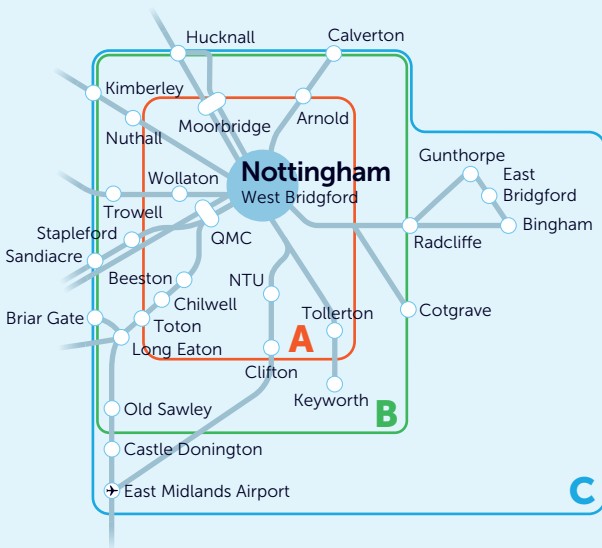 Hucknall
Calverton
Kimberley
Moorbridge
Arnold
Nuthall
Gunthorpe
Nottingham
West Bridgford
East
Bridgford
Wollaton
Trowell
Bingham
Stapleford
QMC
Radcliffe
Sandiacre
Beeston
NTU
Chilwell
Tollerton
Cotgrave
Briar Gate
Toton
A
Long Eaton
Clifton
Keyworth
Old Sawley
B
Castle Donington
East Midlands Airport
C